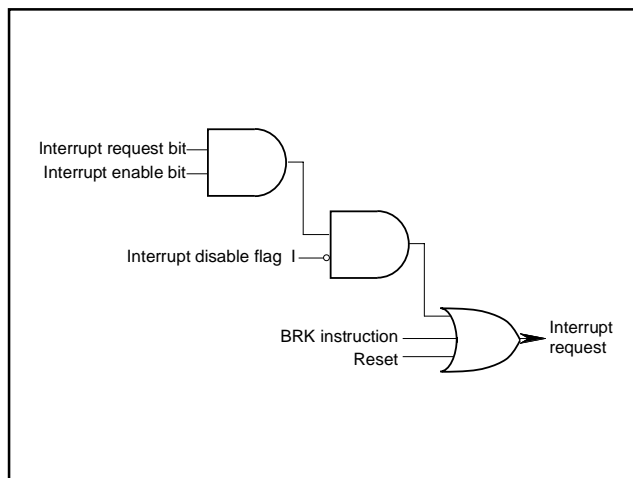 Interrupt request bit
Interrupt enable bit
Interrupt disable flag I
BRK instruction
Reset
Interrupt
request